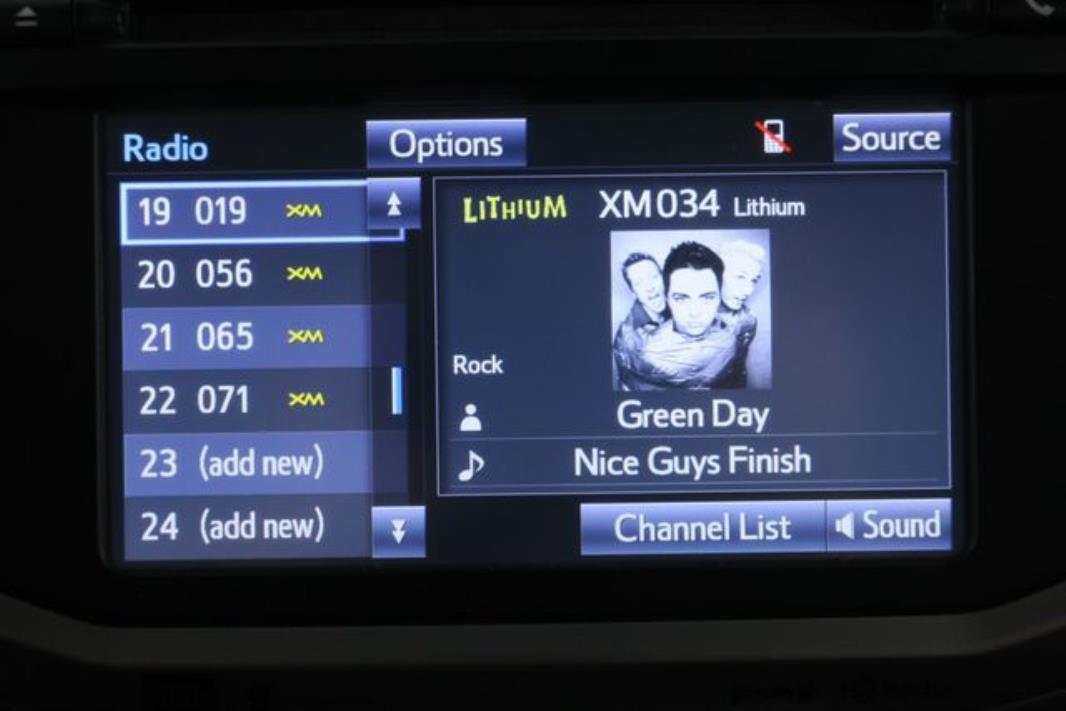 Radio
Options
Source
19 019 XM
20 056 XM
21 065 XM
22 071 XM
23 (add new)
24 (add new)
LITHIUM XM034 Lithium
Rock
Green Day
Nice Guys Finish
Channel List
Sound